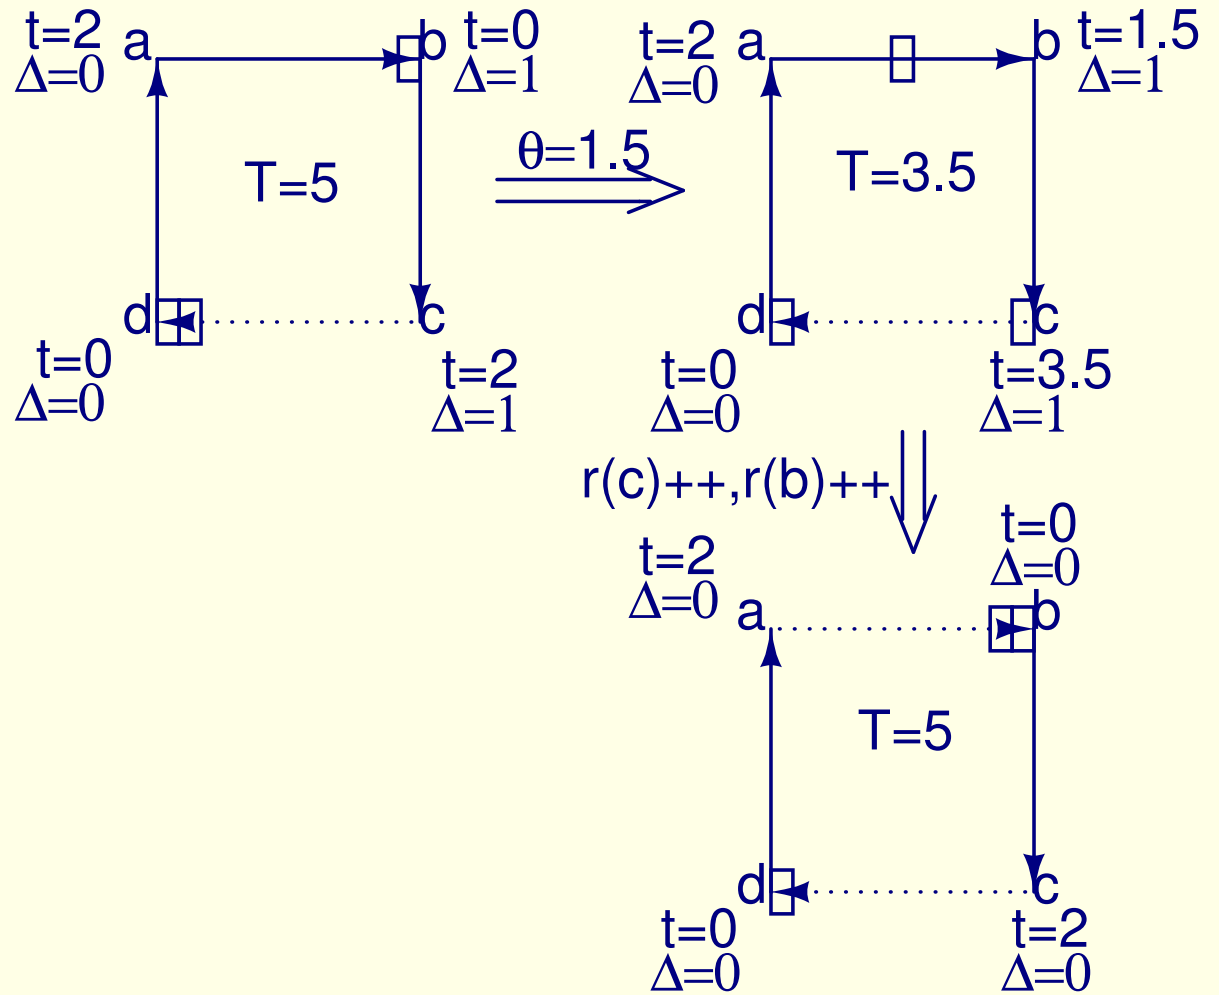 t=2
Δ=0
a
b
t=0
Δ=1
T=5
d
t=0
Δ=0
c
t=2
Δ=1
θ=1.5
t=2
Δ=0
a
b
t=1.5
Δ=1
T=3.5
d
t=0
Δ=0
c
t=3.5
Δ=1
r(c)++,r(b)++
t=2
Δ=0
a
t=0
Δ=0
b
T=5
d
t=0
Δ=0
c
t=2
Δ=0